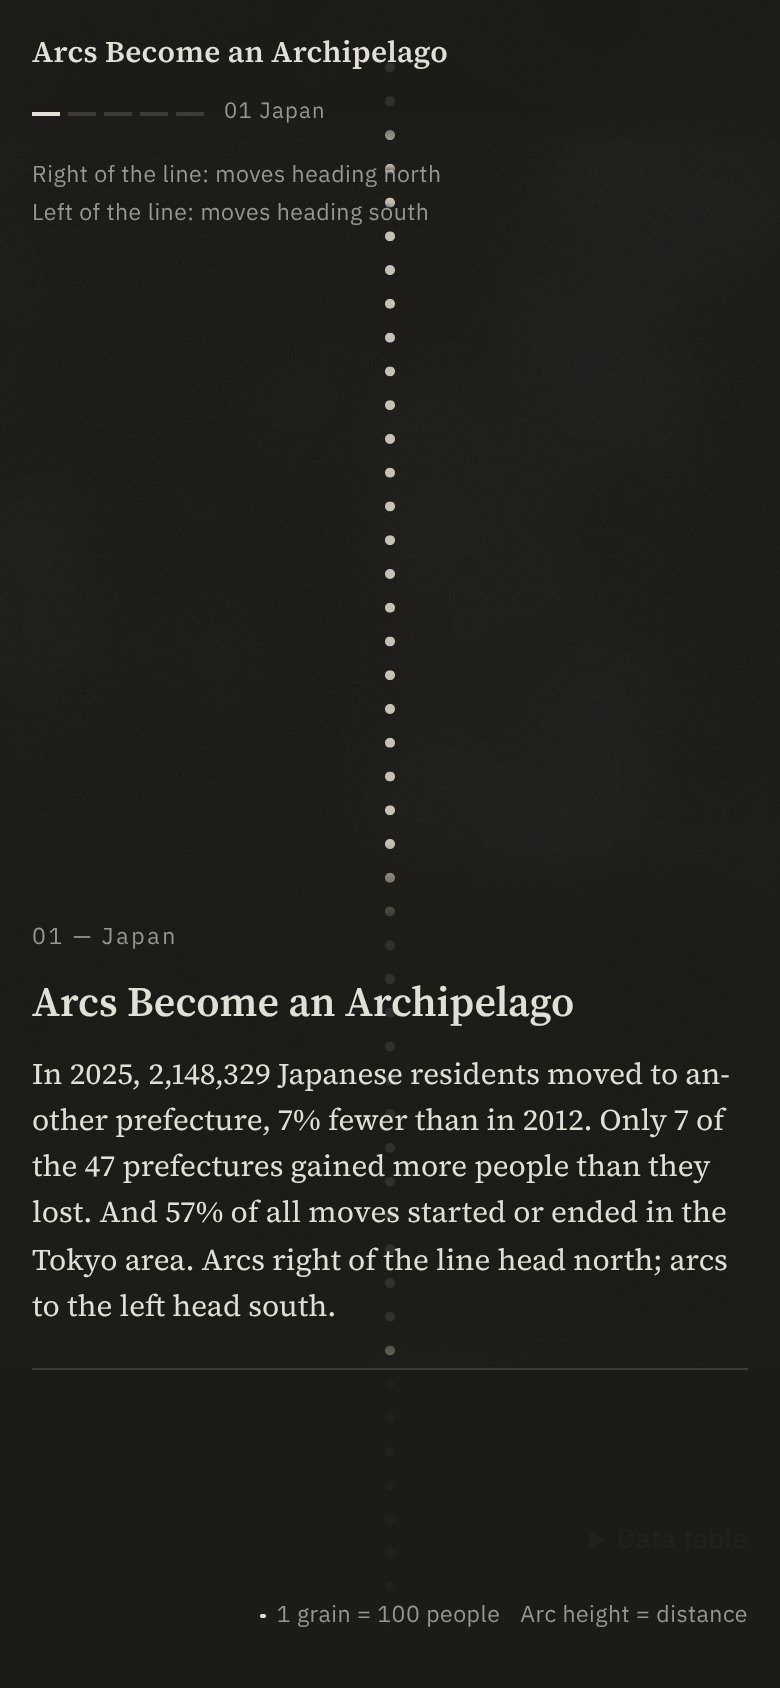 Arcs Become an Archipelago
01 Japan
Right of the line: moves heading north
Left of the line: moves heading south
01 — Japan
Arcs Become an Archipelago
In 2025, 2,148,329 Japanese residents moved to an-
other prefecture, 7% fewer than in 2012. Only 7 of
the 47 prefectures gained more people than they
lost. And 57% of all moves started or ended in the
Tokyo area. Arcs right of the line head north; arcs
to the left head south.
▶ Data table
1 grain = 100 people Arc height = distance